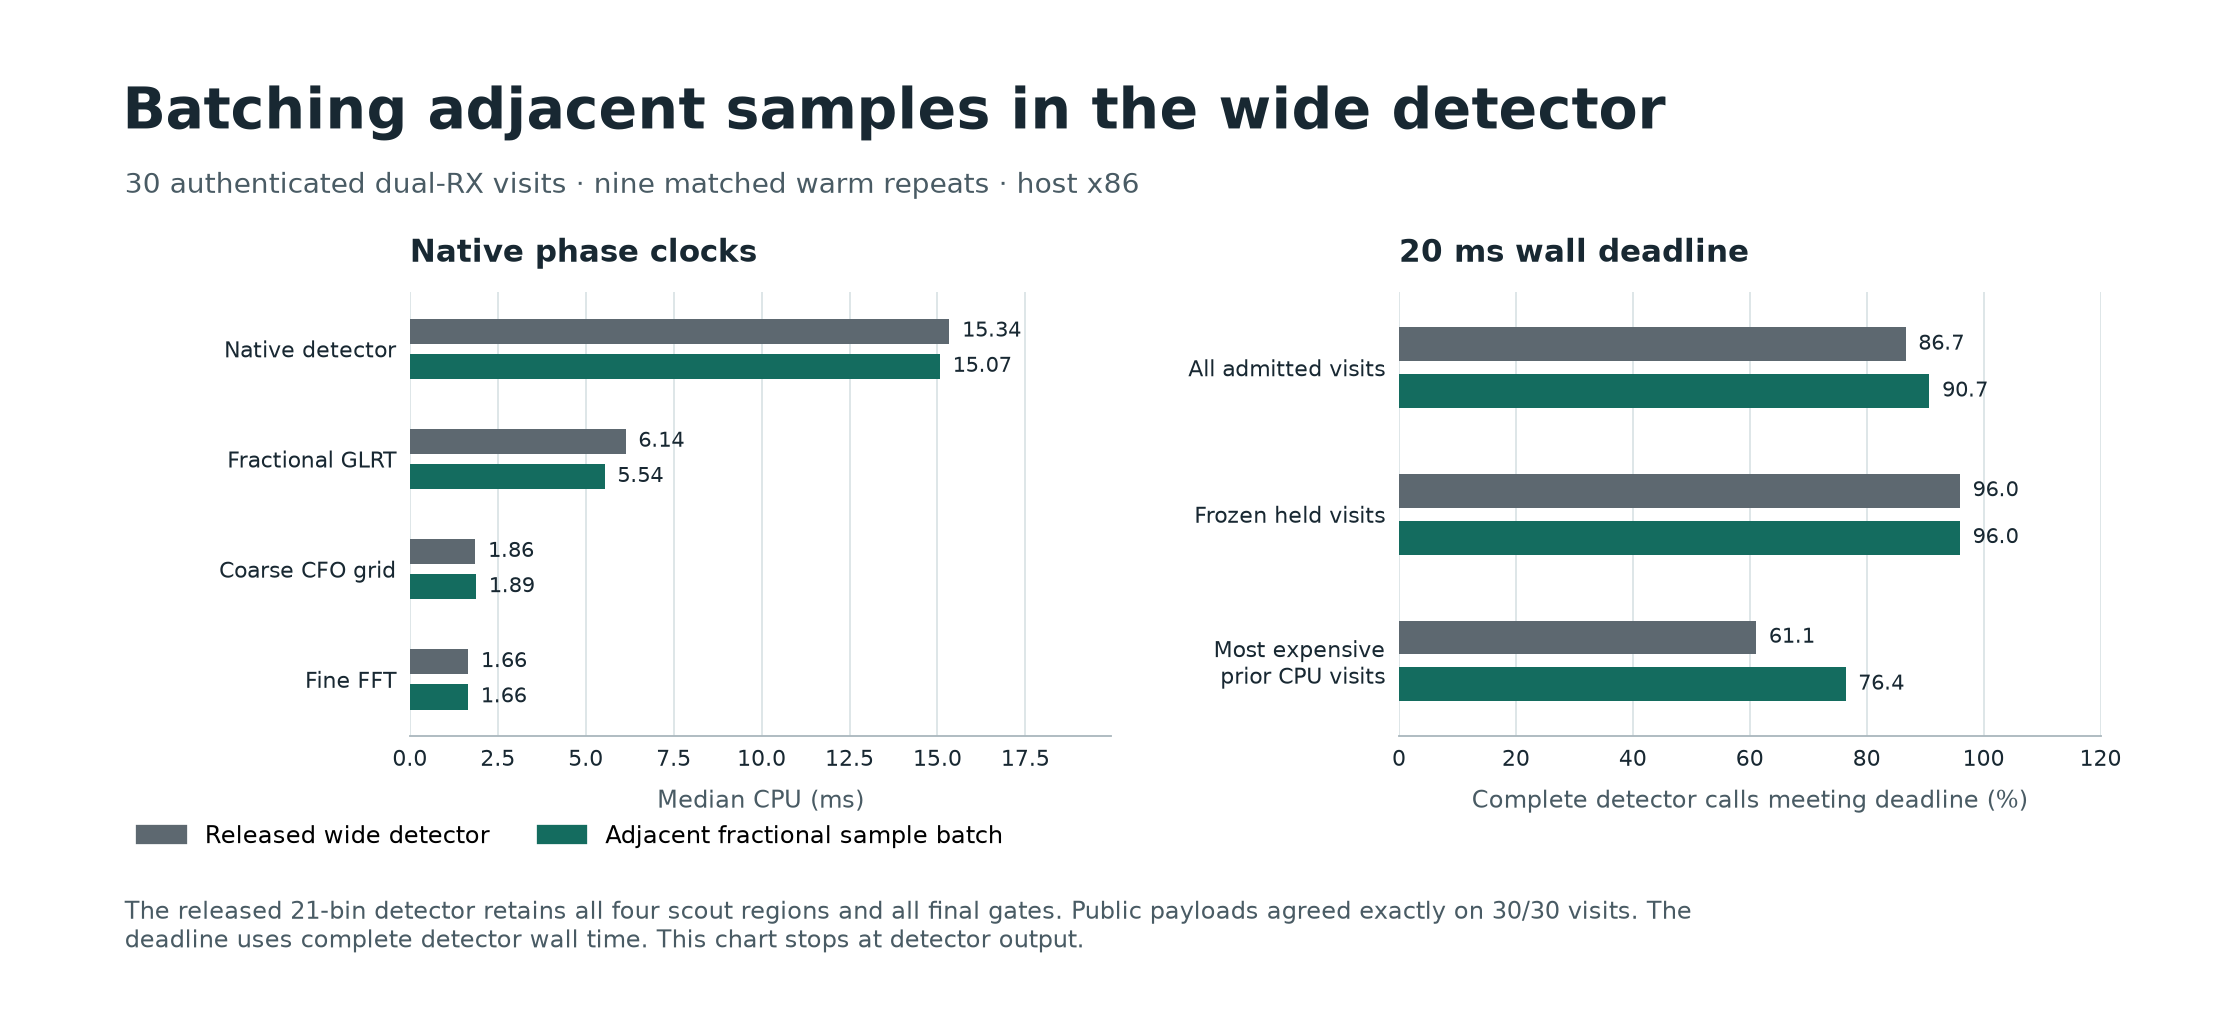 Batching adjacent samples in the wide detector
30 authenticated dual-RX visits · nine matched warm repeats · host x86
Native phase clocks
Native detector
15.34
15.07
Fractional GLRT
6.14
5.54
Coarse CFO grid
1.86
1.89
Fine FFT
1.66
1.66
0.0 2.5 5.0 7.5 10.0 12.5 15.0 17.5
Median CPU (ms)
20 ms wall deadline
All admitted visits
86.7
90.7
Frozen held visits
96.0
96.0
Most expensive
prior CPU visits
61.1
76.4
0 20 40 60 80 100 120
Complete detector calls meeting deadline (%)
Released wide detector
Adjacent fractional sample batch
The released 21-bin detector retains all four scout regions and all final gates. Public payloads agreed exactly on 30/30 visits. The
deadline uses complete detector wall time. This chart stops at detector output.